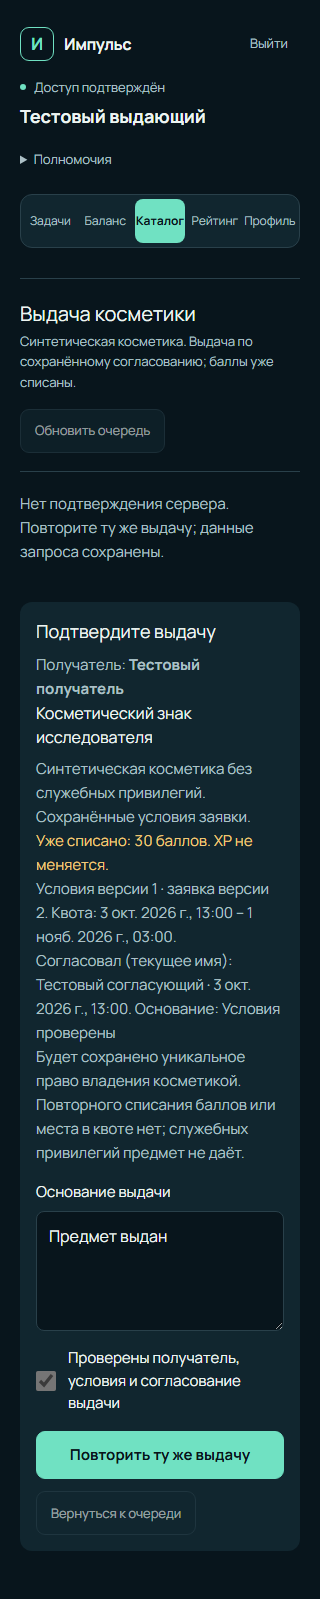 И Импульс Выйти
Доступ подтверждён
Тестовый выдающий
Полномочия
Задачи Баланс Каталог Рейтинг Профиль
Выдача косметики
Синтетическая косметика. Выдача по
сохранённому согласованию; баллы уже
списаны.
Обновить очередь
Нет подтверждения сервера.
Повторите ту же выдачу; данные
запроса сохранены.
Подтвердите выдачу
Получатель: Тестовый
получатель
Косметический знак
исследователя
Синтетическая косметика без
служебных привилегий.
Сохранённые условия заявки.
Уже списано: 30 баллов. XP не
меняется.
Условия версии 1 · заявка версии
2. Квота: 3 окт. 2026 г., 13:00 – 1
нояб. 2026 г., 03:00.
Согласовал (текущее имя):
Тестовый согласующий · 3 окт.
2026 г., 13:00. Основание: Условия
проверены
Будет сохранено уникальное
право владения косметикой.
Повторного списания баллов или
места в квоте нет; служебных
привилегий предмет не даёт.
Основание выдачи
Предмет выдан
Проверены получатель,
условия и согласование
выдачи
Повторить ту же выдачу
Вернуться к очереди